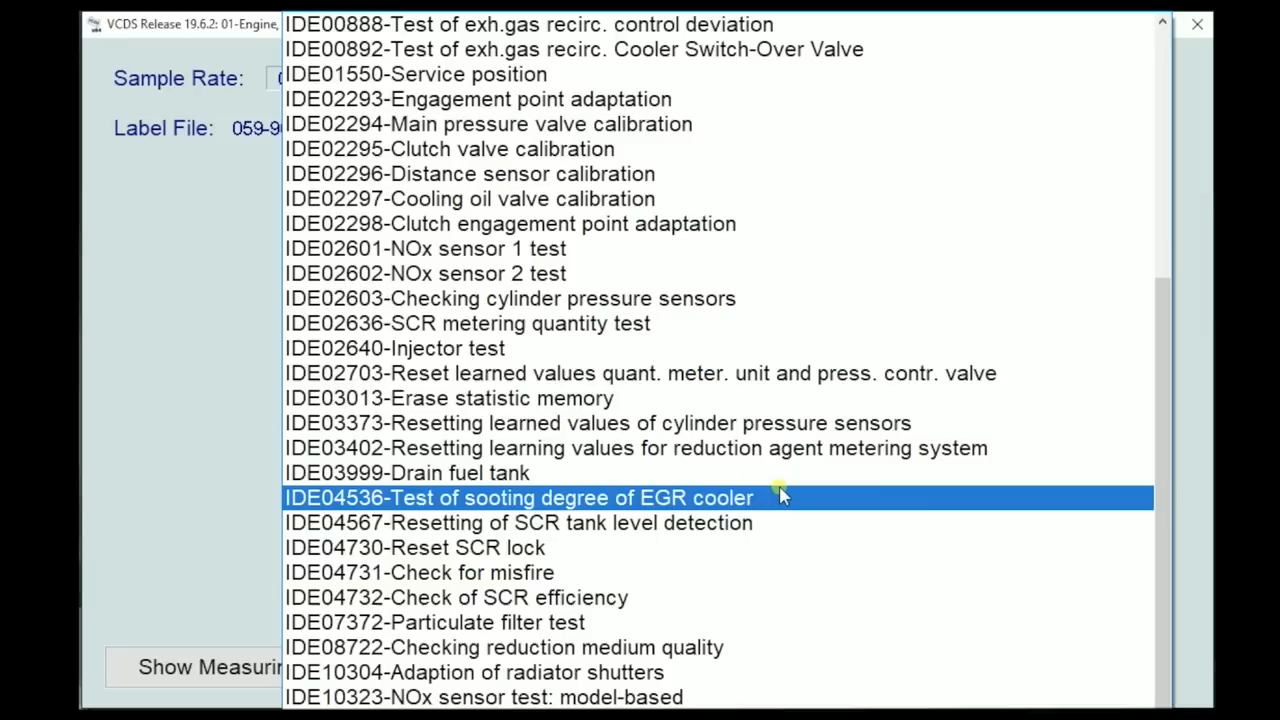 VCDS Release 19.6.2: 01-Engine,
Sample Rate:
Label File: 059-9
Show Measurin
IDE00888-Test of exh.gas recirc. control deviation
IDE00892-Test of exh.gas recirc. Cooler Switch-Over Valve
IDE01550-Service position
IDE02293-Engagement point adaptation
IDE02294-Main pressure valve calibration
IDE02295-Clutch valve calibration
IDE02296-Distance sensor calibration
IDE02297-Cooling oil valve calibration
IDE02298-Clutch engagement point adaptation
IDE02601-NOx sensor 1 test
IDE02602-NOx sensor 2 test
IDE02603-Checking cylinder pressure sensors
IDE02636-SCR metering quantity test
IDE02640-Injector test
IDE02703-Reset learned values quant. meter. unit and press. contr. valve
IDE03013-Erase statistic memory
IDE03373-Resetting learned values of cylinder pressure sensors
IDE03402-Resetting learning values for reduction agent metering system
IDE03999-Drain fuel tank
IDE04536-Test of sooting degree of EGR cooler
IDE04567-Resetting of SCR tank level detection
IDE04730-Reset SCR lock
IDE04731-Check for misfire
IDE04732-Check of SCR efficiency
IDE07372-Particulate filter test
IDE08722-Checking reduction medium quality
IDE10304-Adaption of radiator shutters
IDE10323-NOx sensor test: model-based